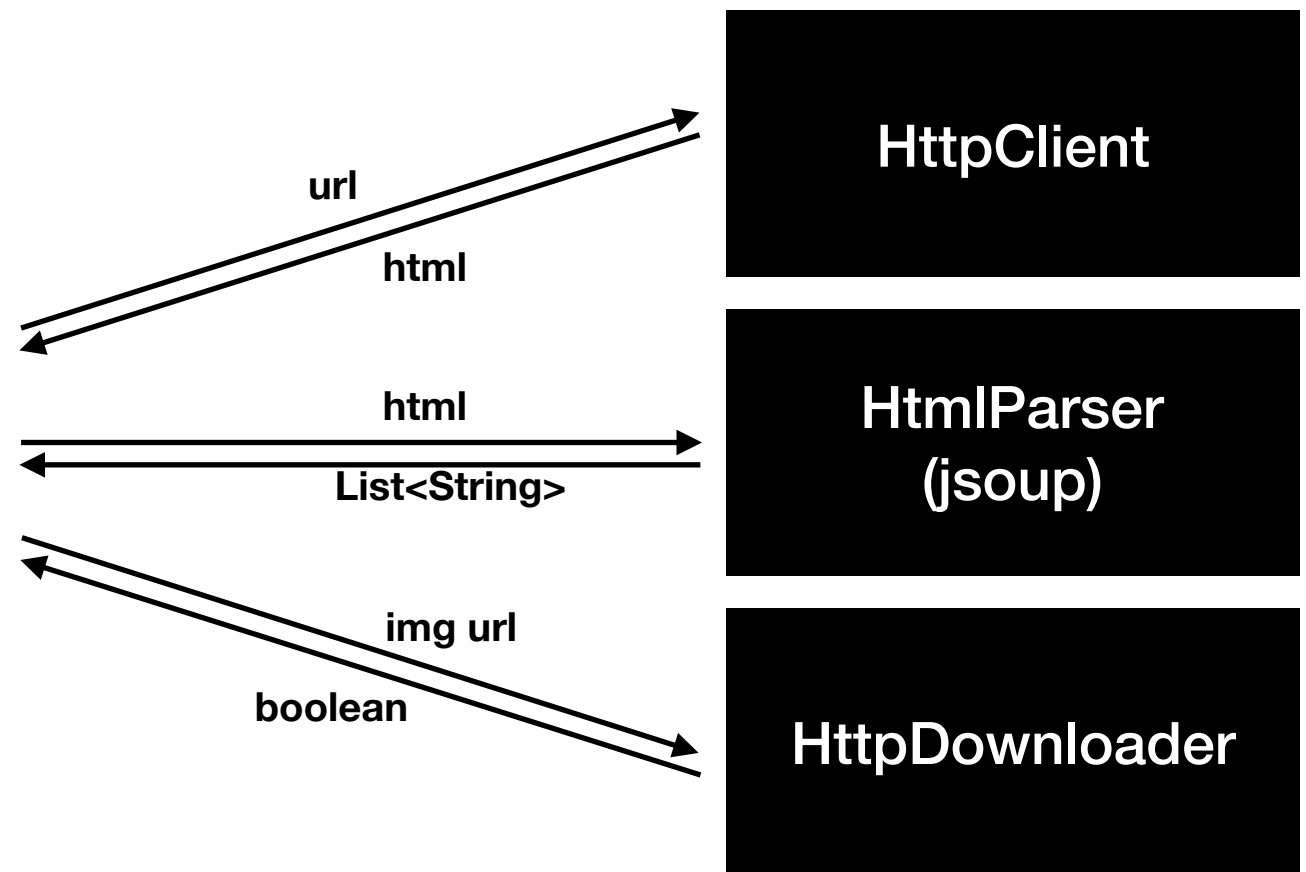 HttpClient
url
html
html
HtmlParser
(jsoup)
List<String>
img url
boolean
HttpDownloader